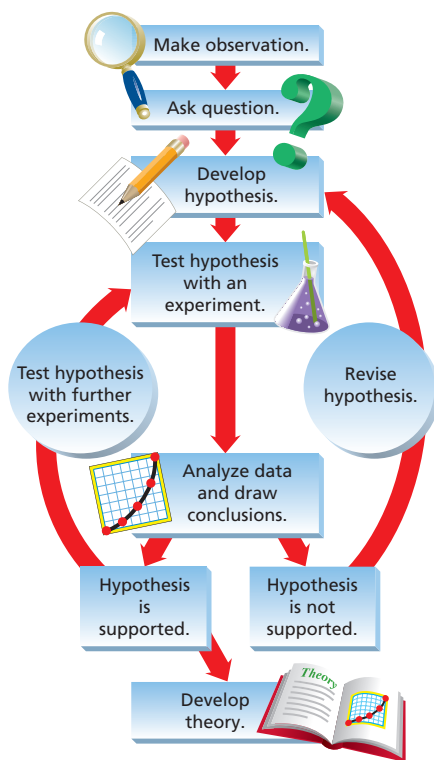 Make observation.
Ask question.
Develop
hypothesis.
Test hypothesis
with an
experiment.
Test hypothesis
with further
experiments.
Revise
hypothesis.
Analyze data
and draw
conclusions.
Hypothesis
is
supported.
Hypothesis
is not
supported.
Theory
Develop
theory.